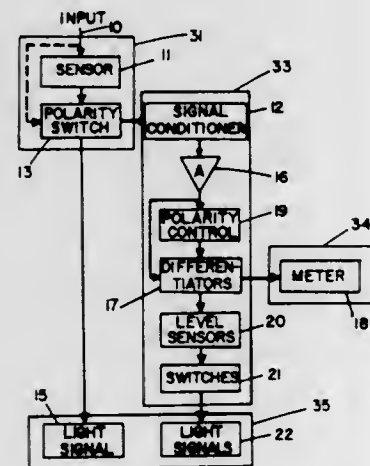 INPUT
10
31
SENSOR
11
POLARITY
SWITCH
13
33
SIGNAL
CONDITIONER
12
A
16
POLARITY
CONTROL
19
34
DIFFEREN-
TIATORS
17
METER
18
LEVEL
SENSORS
20
SWITCHES
21
15
35
LIGHT
SIGNAL
LIGHT
SIGNALS
22